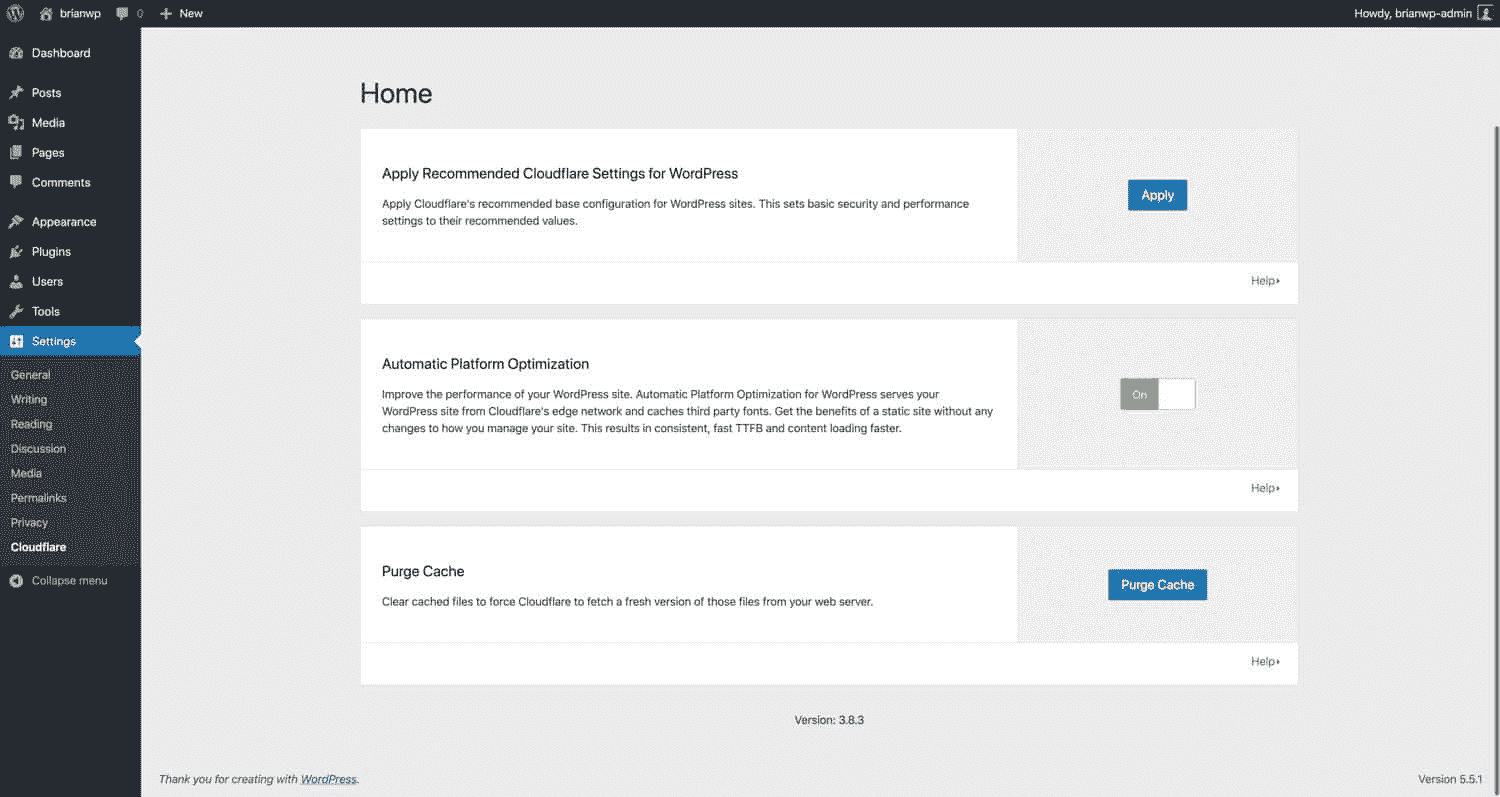 brianwp
0
New
Howdy, brianwp-admin
Dashboard
Posts
Media
Pages
Comments
Appearance
Plugins
Users
Tools
Settings
General
Writing
Reading
Discussion
Media
Permalinks
Privacy
Cloudflare
Collapse menu
Home
Apply Recommended Cloudflare Settings for WordPress
Apply Cloudflare's recommended base configuration for WordPress sites. This sets basic security and performance
settings to their recommended values.
Apply
Help
Automatic Platform Optimization
Improve the performance of your WordPress site. Automatic Platform Optimization for WordPress serves your
WordPress site from Cloudflare's edge network and caches third party fonts. Get the benefits of a static site without any
changes to how you manage your site. This results in consistent, fast TTFB and content loading faster.
On
Help
Purge Cache
Clear cached files to force Cloudflare to fetch a fresh version of those files from your web server.
Purge Cache
Help
Version: 3.8.3
Thank you for creating with WordPress.
Version 5.5.1